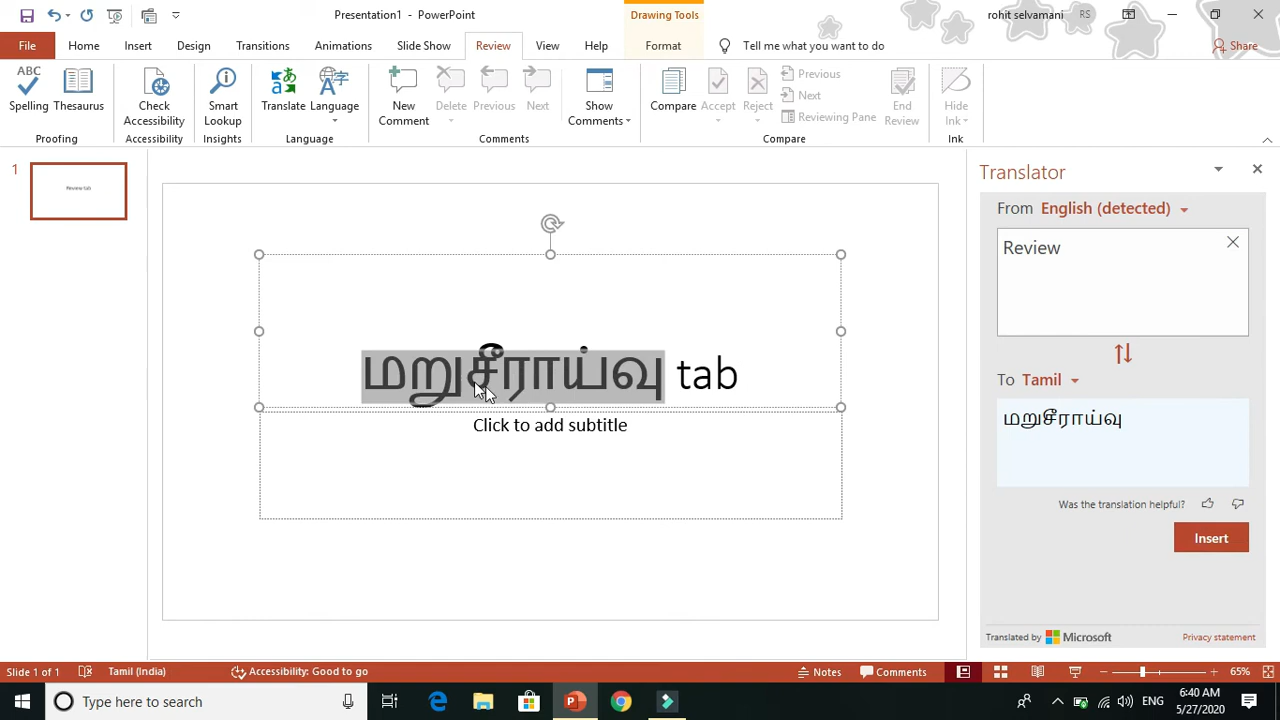 Presentation1 - PowerPoint
Drawing Tools
rohit selvamani
RS
File
Home
Insert
Design
Transitions
Animations
Slide Show
Review
View
Help
Format
Tell me what you want to do
Share
ABC
Spelling
Thesaurus
Check Accessibility
Smart Lookup
Translate
Language
New Comment
Delete
Previous
Next
Show Comments
Compare
Accept
Reject
Previous
Next
Reviewing Pane
End Review
Hide Ink
Proofing
Accessibility
Insights
Language
Comments
Compare
Ink
1
Review tab
மறுசீராய்வு tab
Click to add subtitle
Translator
From English (detected)
Review
To Tamil
மறுசீராய்வு
Was the translation helpful?
Insert
Translated by Microsoft
Privacy statement
Slide 1 of 1
Tamil (India)
Accessibility: Good to go
Notes
Comments
65%
Type here to search
ENG
6:40 AM
5/27/2020